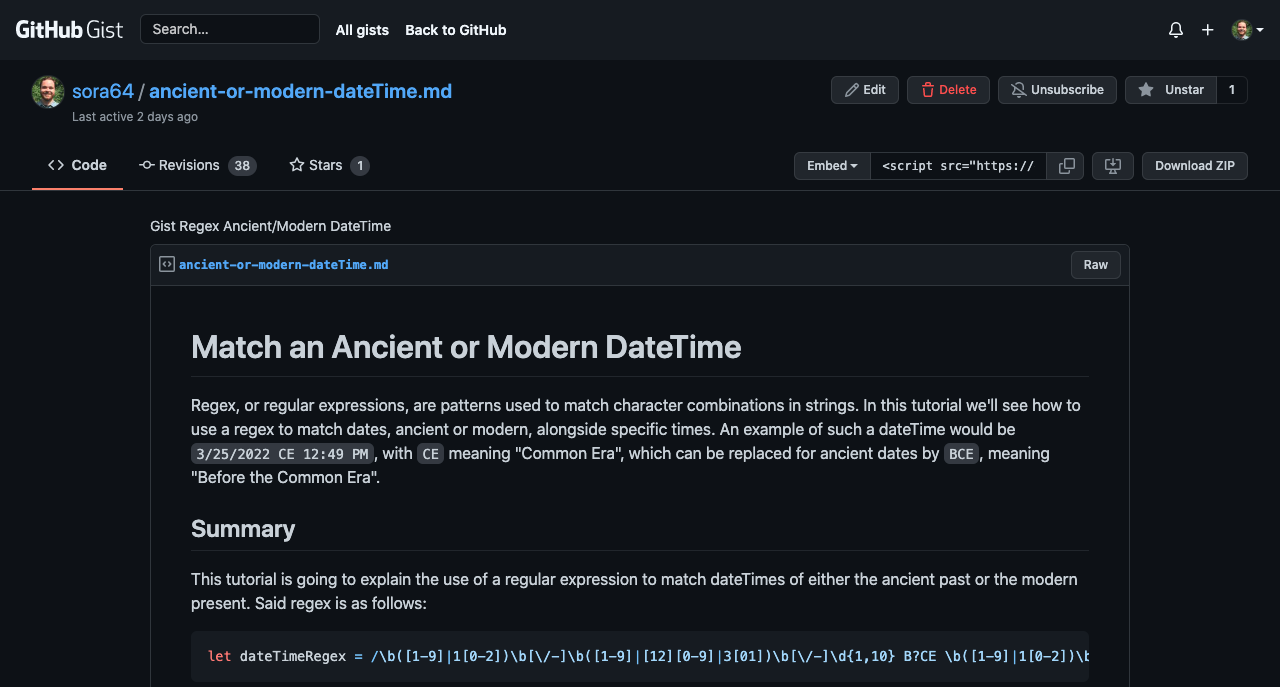 GitHub Gist Search... All gists Back to GitHub
sora64 / ancient-or-modern-dateTime.md Edit Delete Unsubscribe Unstar 1
Last active 2 days ago
Code Revisions 38 Stars 1 Embed <script src="https:// Download ZIP
Gist Regex Ancient/Modern DateTime
ancient-or-modern-dateTime.md Raw
Match an Ancient or Modern DateTime
Regex, or regular expressions, are patterns used to match character combinations in strings. In this tutorial we'll see how to
use a regex to match dates, ancient or modern, alongside specific times. An example of such a dateTime would be
3/25/2022 CE 12:49 PM, with CE meaning "Common Era", which can be replaced for ancient dates by BCE, meaning
"Before the Common Era".
Summary
This tutorial is going to explain the use of a regular expression to match dateTimes of either the ancient past or the modern
present. Said regex is as follows:
let dateTimeRegex = /\b([1-9]|1[0-2])\b[\/-]\b([1-9]|[12][0-9]|3[01])\b[\/-]\d{1,10} B?CE \b([1-9]|1[0-2])\b